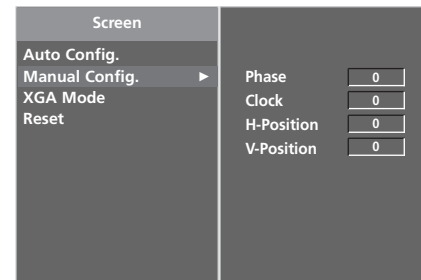 Screen
Auto Config.
Manual Config. ►
XGA Mode
Reset
Phase 0
Clock 0
H-Position 0
V-Position 0